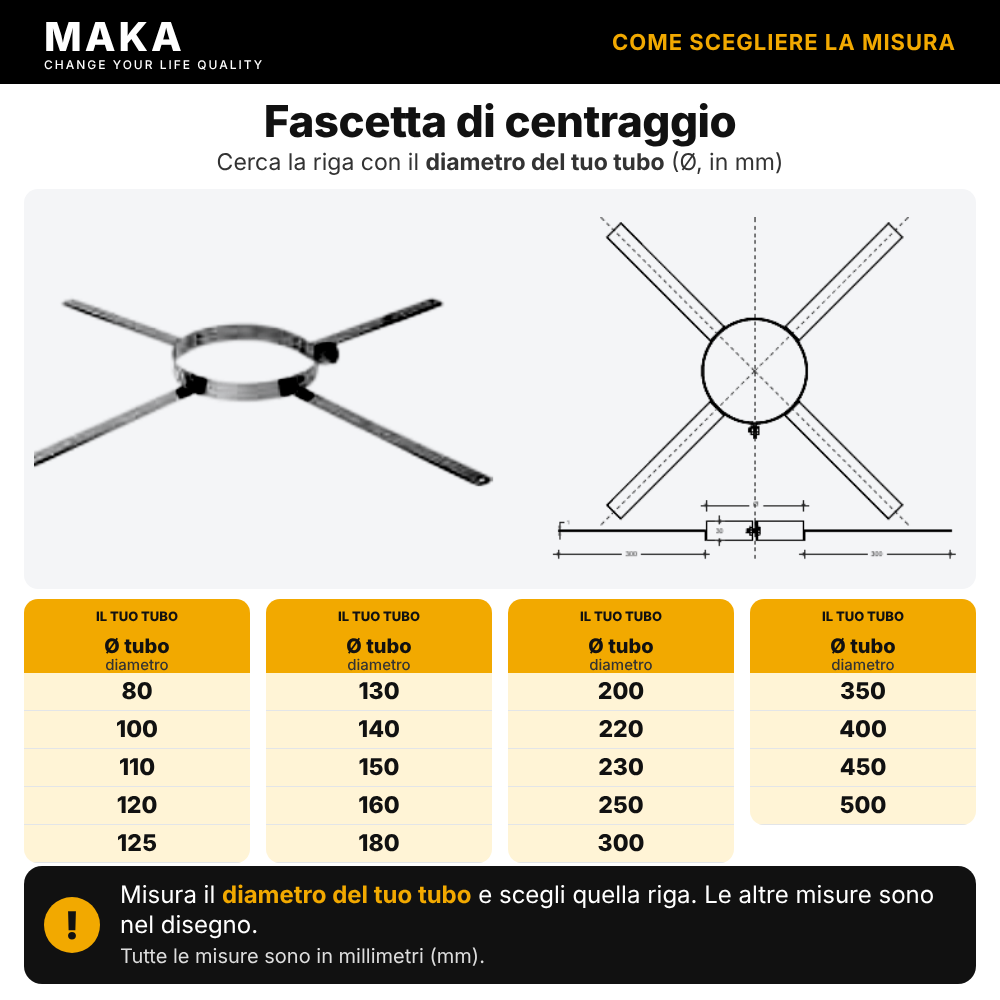 MAKA
CHANGE YOUR LIFE QUALITY
COME SCEGLIERE LA MISURA
Fascetta di centraggio
Cerca la riga con il diametro del tuo tubo (Ø, in mm)
Ø
1
30
300
300
IL TUO TUBO
Ø tubo
diametro
80
100
110
120
125
IL TUO TUBO
Ø tubo
diametro
130
140
150
160
180
IL TUO TUBO
Ø tubo
diametro
200
220
230
250
300
IL TUO TUBO
Ø tubo
diametro
350
400
450
500
!
Misura il diametro del tuo tubo e scegli quella riga. Le altre misure sono
nel disegno.
Tutte le misure sono in millimetri (mm).